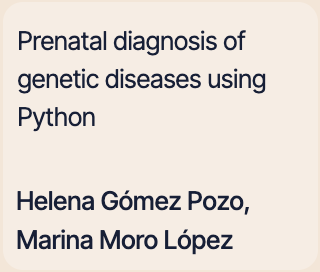 Prenatal diagnosis of
genetic diseases using
Python
Helena Gómez Pozo,
Marina Moro López